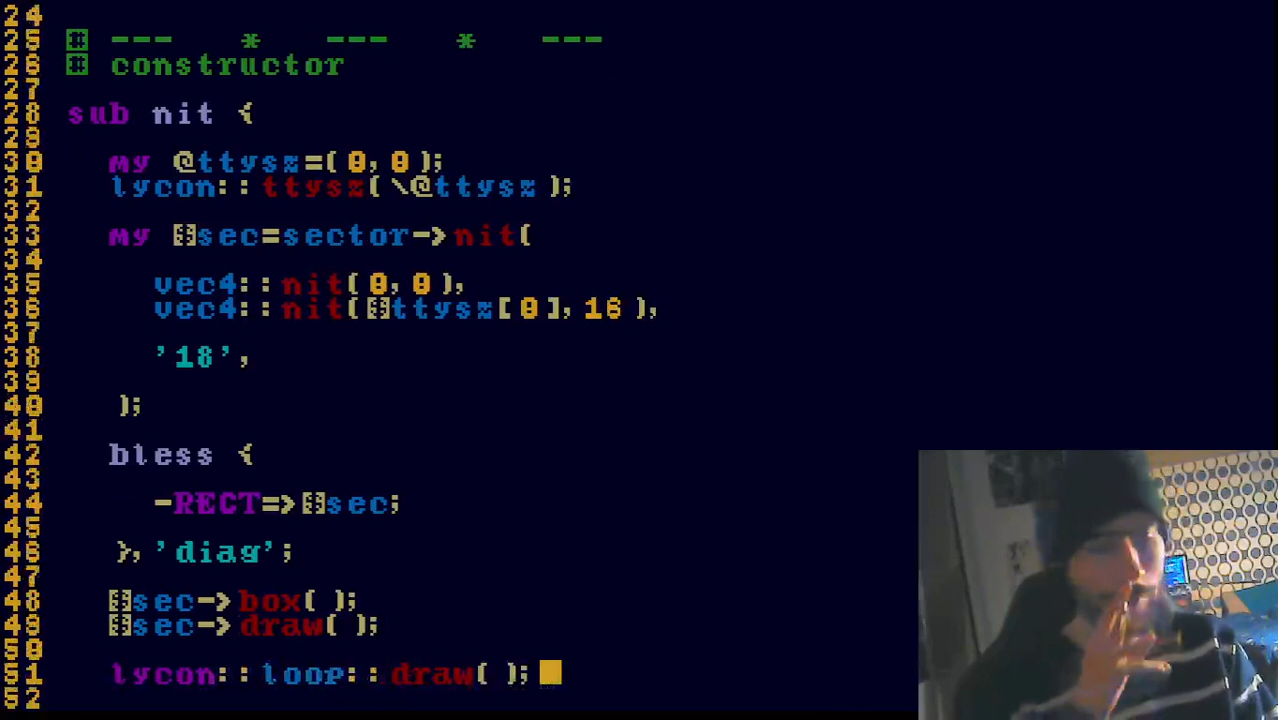 24
25 # --- * --- * ---
26 # constructor
27
28 sub nit {
29
30 my @ttysz=(0,0);
31 lycon::ttysz(\@ttysz);
32
33 my $sec=sector->nit(
34
35 vec4::nit(0,0),
36 vec4::nit($ttysz[0],16),
37
38 '18',
39
40 );
41
42 bless {
43
44 -RECT=>$sec;
45
46 },'diag';
47
48 $sec->box();
49 $sec->draw();
50
51 lycon::loop::draw();
52